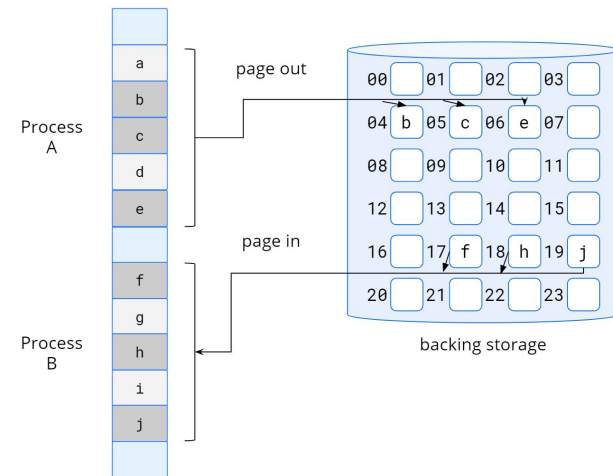 a
b
c
d
e
Process
A
page out
page in
f
g
h
i
j
Process
B
00 01 02 03
04 b 05 c 06 e 07
08 09 10 11
12 13 14 15
16 17 f 18 h 19 j
20 21 22 23
backing storage